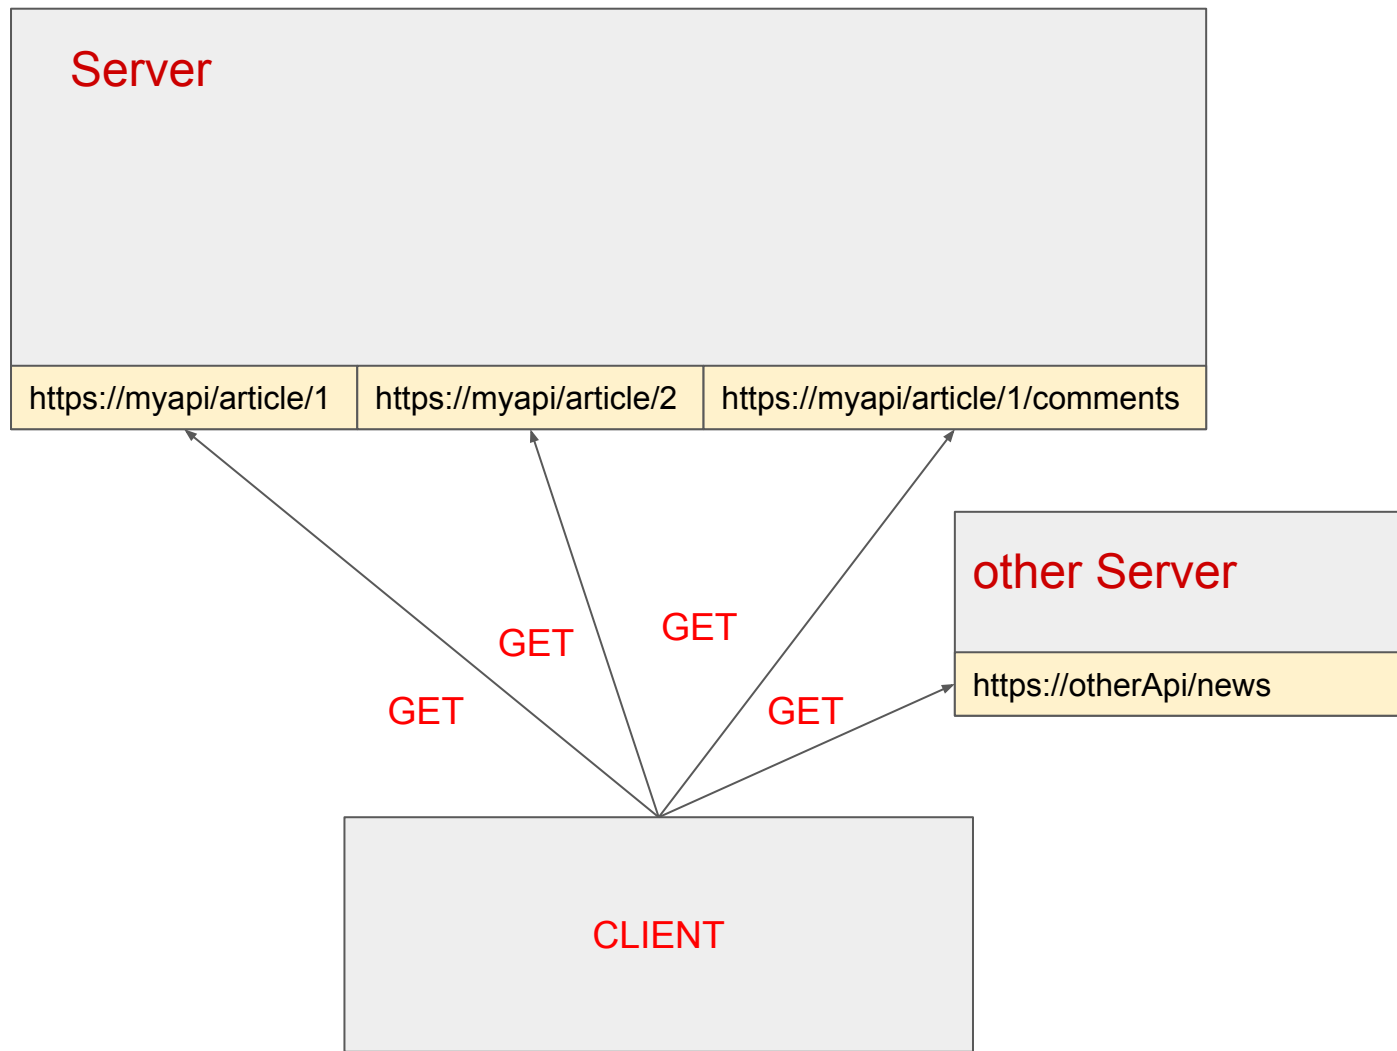 Server
https://myapi/article/1
https://myapi/article/2
https://myapi/article/1/comments
other Server
https://otherApi/news
GET
GET
GET
GET
CLIENT